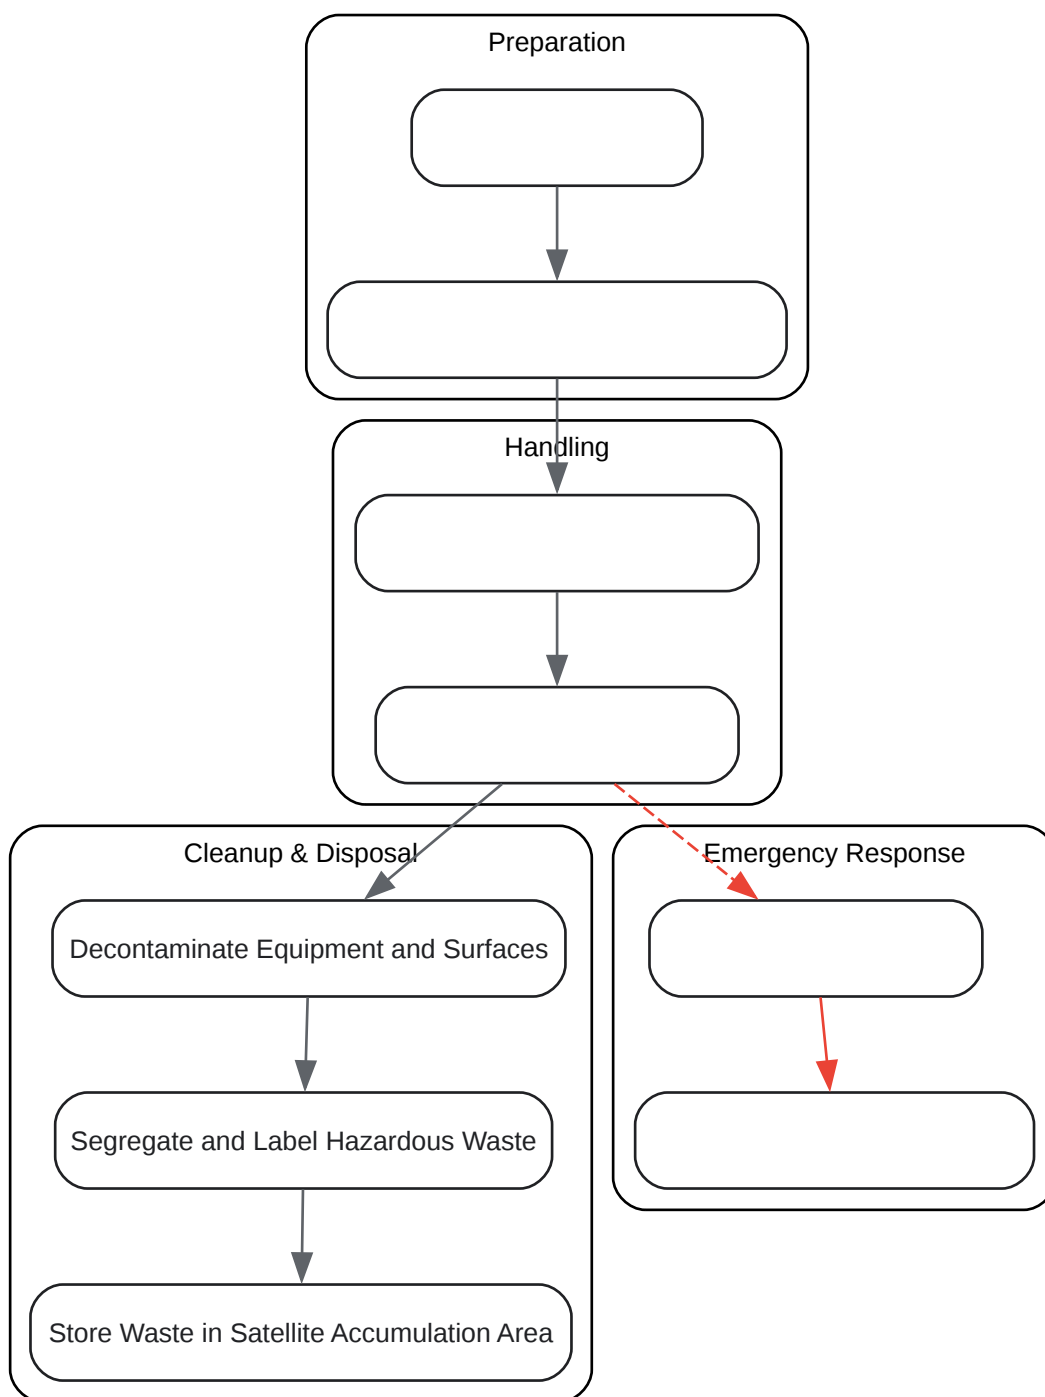 Preparation
Handling
Cleanup & Disposal
Emergency Response
Decontaminate Equipment and Surfaces
Segregate and Label Hazardous Waste
Store Waste in Satellite Accumulation Area